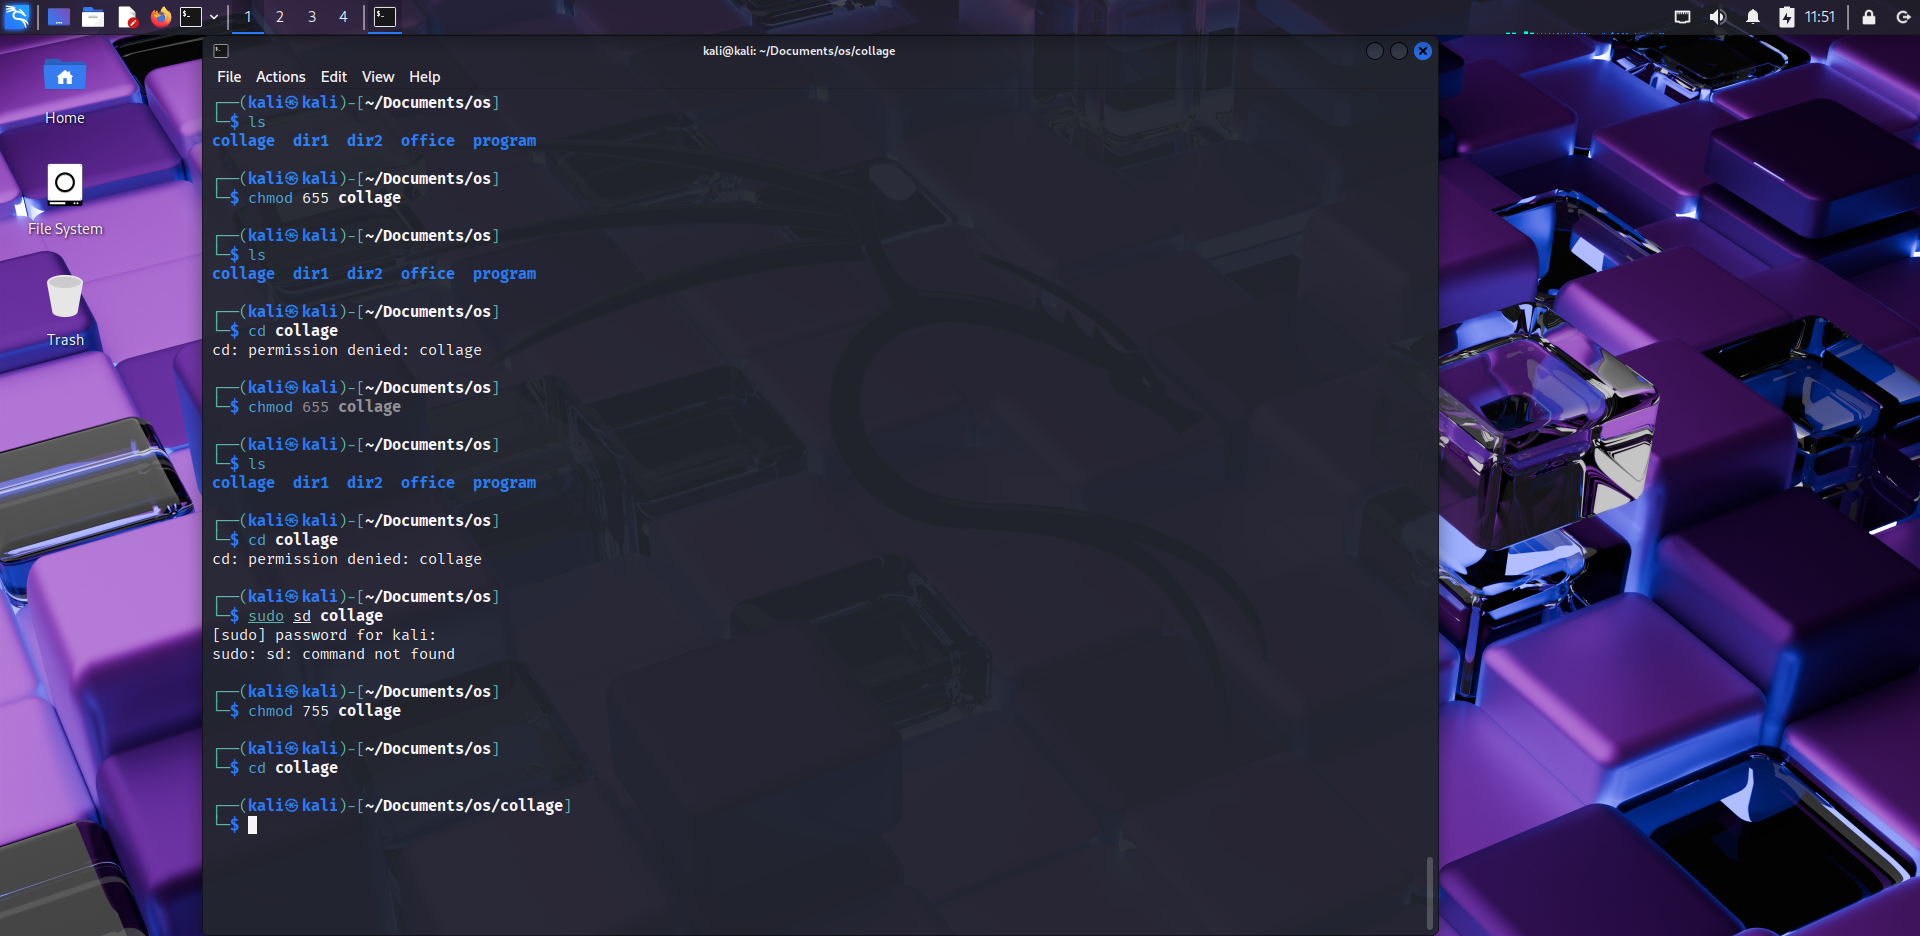 1 2 3 4 11:51
kali@kali: ~/Documents/os/collage
File Actions Edit View Help
Home
File System
Trash
┌──(kali㉿kali)-[~/Documents/os]
└─$ ls
collage dir1 dir2 office program
┌──(kali㉿kali)-[~/Documents/os]
└─$ chmod 655 collage
┌──(kali㉿kali)-[~/Documents/os]
└─$ ls
collage dir1 dir2 office program
┌──(kali㉿kali)-[~/Documents/os]
└─$ cd collage
cd: permission denied: collage
┌──(kali㉿kali)-[~/Documents/os]
└─$ chmod 655 collage
┌──(kali㉿kali)-[~/Documents/os]
└─$ ls
collage dir1 dir2 office program
┌──(kali㉿kali)-[~/Documents/os]
└─$ cd collage
cd: permission denied: collage
┌──(kali㉿kali)-[~/Documents/os]
└─$ sudo sd collage
[sudo] password for kali:
sudo: sd: command not found
┌──(kali㉿kali)-[~/Documents/os]
└─$ chmod 755 collage
┌──(kali㉿kali)-[~/Documents/os]
└─$ cd collage
┌──(kali㉿kali)-[~/Documents/os/collage]
└─$